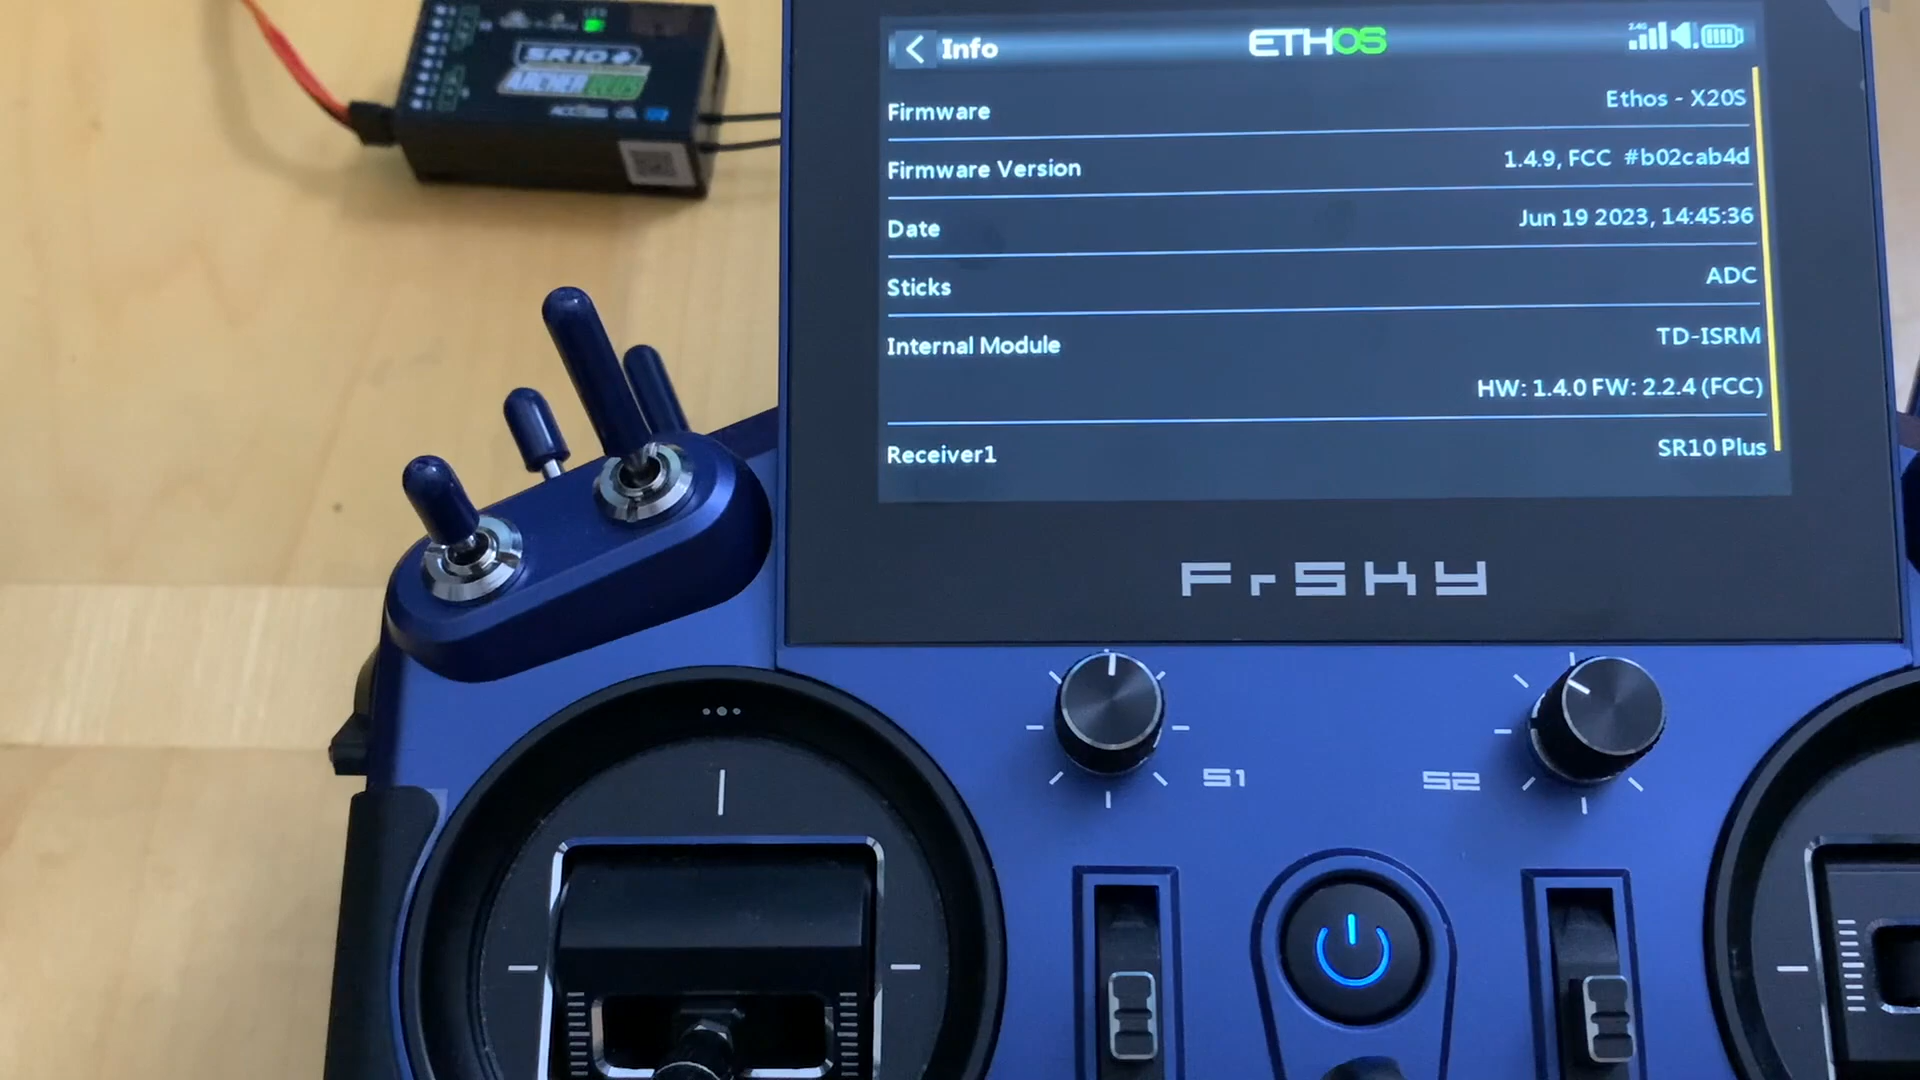 SR10+
ARCHER PLUS
Info
ETHOS
2.4G
Firmware
Ethos - X20S
Firmware Version
1.4.9, FCC #b02cab4d
Date
Jun 19 2023, 14:45:36
Sticks
ADC
Internal Module
TD-ISRM
HW: 1.4.0 FW: 2.2.4 (FCC)
Receiver1
SR10 Plus
FrSKY
S1
S2